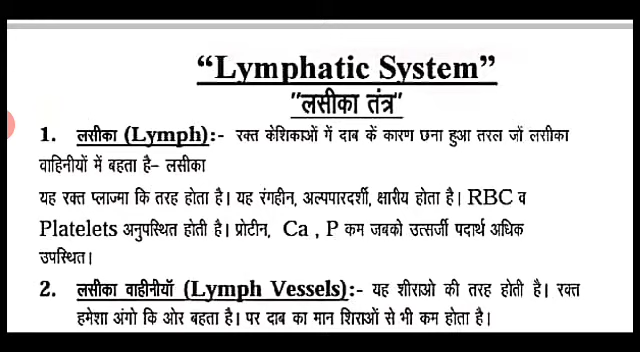 “Lymphatic System”
”लसीका तंत्र”
1. लसीका (Lymph):- रक्त केशिकाओं में दाब के कारण छना हुआ तरल जों लसीका
वाहिनीयों में बहता है– लसीका
यह रक्त प्लाज्मा कि तरह होता है। यह रंगहीन, अल्पपारदर्शी, क्षारीय होता है। RBC व
Platelets अनुपस्थित होती है। प्रोटीन, Ca , P कम जबको उत्सर्जी पदार्थ अधिक
उपस्थित।
2. लसीका वाहीनीयॉ (Lymph Vessels):- यह शीराओ की तरह होती है। रक्त
हमेशा अंगो कि ओर बहता है। पर दाब का मान शिराओं से भी कम होता है।